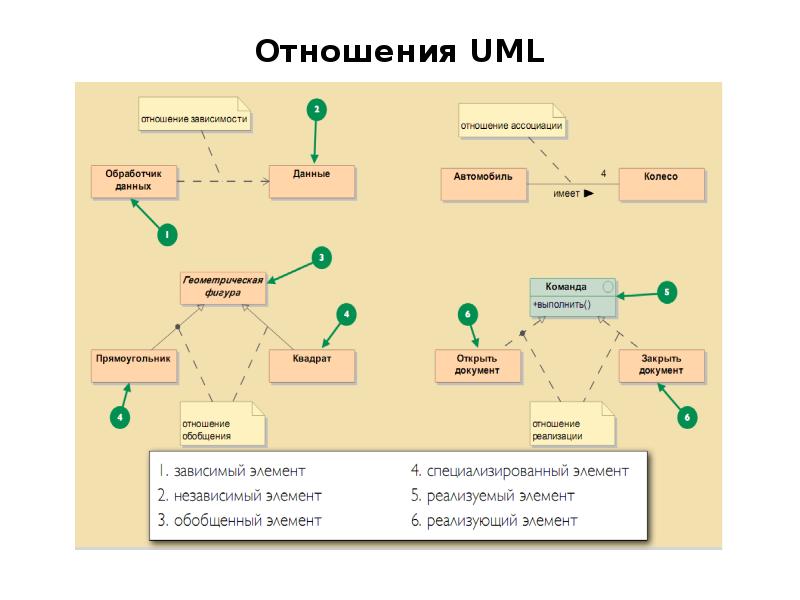 Отношения UML
отношение зависимости
2
отношение ассоциации
Обработчик
данных
Данные
Автомобиль
4
Колесо
имеет
1
3
Геометрическая
фигура
Команда
+выполнить()
5
4
6
Прямоугольник
Квадрат
Открыть
документ
Закрыть
документ
4
6
отношение
обобщения
отношение
реализации
1. зависимый элемент
2. независимый элемент
3. обобщенный элемент
4. специализированный элемент
5. реализуемый элемент
6. реализующий элемент